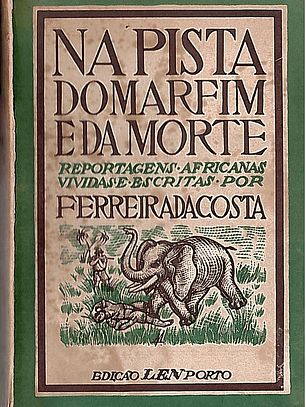 NA PISTA
DO MARFIM
E DA MORTE
REPORTAGENS·AFRICANAS
VIVIDAS·E·ESCRITAS·POR
FERREIRA DA COSTA
EDIÇÃO LEN PORTO